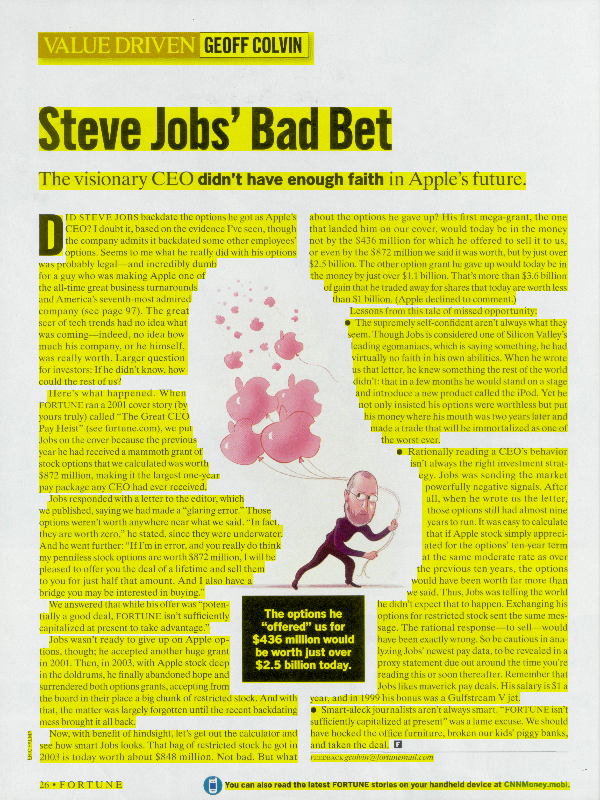 VALUE DRIVEN GEOFF COLVIN
Steve Jobs' Bad Bet
The visionary CEO didn't have enough faith in Apple's future.
DID STEVE JOBS backdate the options he got as Apple's
CEO? I doubt it, based on the evidence I've seen, though
the company admits it backdated some other employees'
options. Seems to me what he really did with his options
was probably legal—and incredibly dumb
for a guy who was making Apple one of
the all-time great business turnarounds
and America's seventh-most admired
company (see page 97). The great
seer of tech trends had no idea what
was coming—indeed, no idea how
much his company, or he himself,
was really worth. Larger question
for investors: If he didn't know, how
could the rest of us?
Here's what happened. When
FORTUNE ran a 2001 cover story (by
yours truly) called "The Great CEO
Pay Heist" (see fortune.com), we put
Jobs on the cover because the previous
year he had received a mammoth grant of
stock options that we calculated was worth
$872 million, making it the largest one-year
pay package any CEO had ever received.
Jobs responded with a letter to the editor, which
we published, saying we had made a "glaring error." Those
options weren't worth anywhere near what we said. "In fact,
they are worth zero," he stated, since they were underwater.
And he went further: "If I'm in error, and you really do think
my penniless stock options are worth $872 million, I will be
pleased to offer you the deal of a lifetime and sell them
to you for just half that amount. And I also have a
bridge you may be interested in buying."
We answered that while his offer was "poten-
tially a good deal, FORTUNE isn't sufficiently
capitalized at present to take advantage."
Jobs wasn't ready to give up on Apple op-
tions, though; he accepted another huge grant
in 2001. Then, in 2003, with Apple stock deep
in the doldrums, he finally abandoned hope and
surrendered both options grants, accepting from
the board in their place a big chunk of restricted stock. And with
that, the matter was largely forgotten until the recent backdating
mess brought it all back.
Now, with benefit of hindsight, let's get out the calculator and
see how smart Jobs looks. That bag of restricted stock he got in
2003 is today worth about $848 million. Not bad. But what
about the options he gave up? His first mega-grant, the one
that landed him on our cover, would today be in the money
not by the $436 million for which he offered to sell it to us,
or even by the $872 million we said it was worth, but by just over
$2.5 billion. The other option grant he gave up would today be in
the money by just over $1.1 billion. That's more than $3.6 billion
of gain that he traded away for shares that today are worth less
than $1 billion. (Apple declined to comment.)
Lessons from this tale of missed opportunity:
● The supremely self-confident aren't always what they
seem. Though Jobs is considered one of Silicon Valley's
leading egomaniacs, which is saying something, he had
virtually no faith in his own abilities. When he wrote
us that letter, he knew something the rest of the world
didn't: that in a few months he would stand on a stage
and introduce a new product called the iPod. Yet he
not only insisted his options were worthless but put
his money where his mouth was two years later and
made a trade that will be immortalized as one of
the worst ever.
● Rationally reading a CEO's behavior
isn't always the right investment strat-
egy. Jobs was sending the market
powerfully negative signals. After
all, when he wrote us the letter,
those options still had almost nine
years to run. It was easy to calculate
that if Apple stock simply appreci-
ated for the options' ten-year term
at the same moderate rate as over
the previous ten years, the options
would have been worth far more than
we said. Thus, Jobs was telling the world
he didn't expect that to happen. Exchanging his
options for restricted stock sent the same mes-
sage. The rational response—to sell—would
have been exactly wrong. So be cautious in ana-
lyzing Jobs' newest pay data, to be revealed in a
proxy statement due out around the time you're
reading this or soon thereafter. Remember that
Jobs likes maverick pay deals. His salary is $1 a
year, and in 1999 his bonus was a Gulfstream V jet.
● Smart-aleck journalists aren't always smart. "FORTUNE isn't
sufficiently capitalized at present" was a lame excuse. We should
have hocked the office furniture, broken our kids' piggy banks,
and taken the deal. F
FEEDBACK gcolvin@fortunemail.com
The options he
"offered" us for
$436 million would
be worth just over
$2.5 billion today.
26 • FORTUNE
You can also read the latest FORTUNE stories on your handheld device at CNNMoney.mobi.